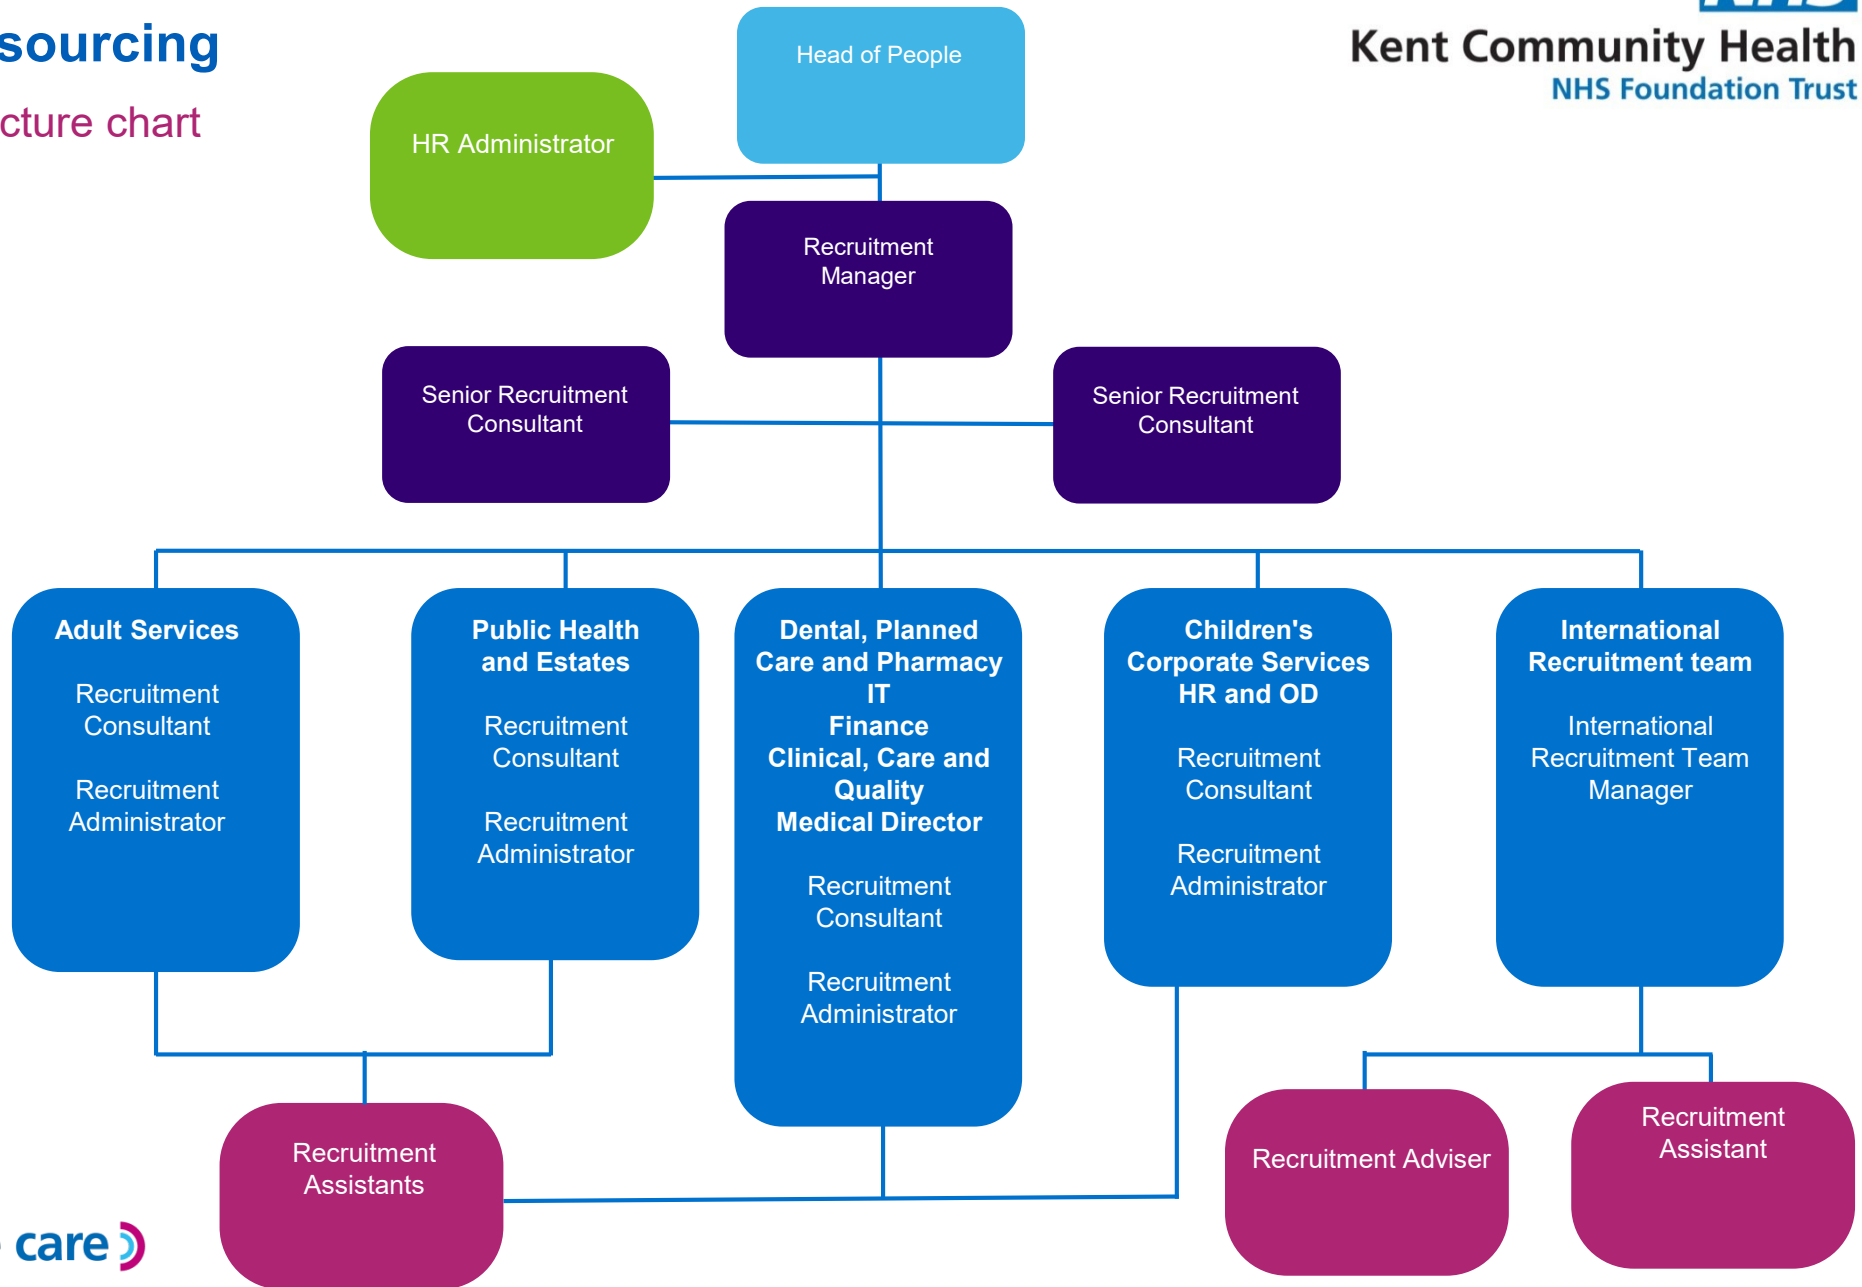 sourcing
cture chart
NHS
Kent Community Health
NHS Foundation Trust
Head of People
HR Administrator
Recruitment
Manager
Senior Recruitment
Consultant
Senior Recruitment
Consultant
Adult Services
Recruitment
Consultant
Recruitment
Administrator
Public Health
and Estates
Recruitment
Consultant
Recruitment
Administrator
Dental, Planned
Care and Pharmacy
IT
Finance
Clinical, Care and
Quality
Medical Director
Recruitment
Consultant
Recruitment
Administrator
Children's
Corporate Services
HR and OD
Recruitment
Consultant
Recruitment
Administrator
International
Recruitment team
International
Recruitment Team
Manager
Recruitment
Assistants
Recruitment Adviser
Recruitment
Assistant
care